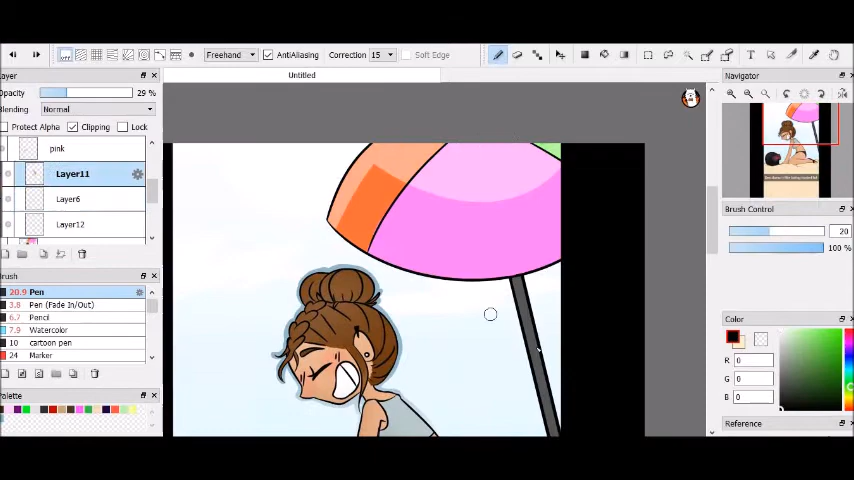 Freehand AntiAliasing Correction 15 Soft Edge
Layer
Untitled
Navigator
Opacity 29 %
Blending Normal
Protect Alpha Clipping Lock
pink
Layer11
Layer6
Layer12
Brush Control
20
100 %
Brush
20.9 Pen
3.8 Pen (Fade In/Out)
6.7 Pencil
7.9 Watercolor
10 cartoon pen
24 Marker
Color
R 0
G 0
B 0
Palette
Reference